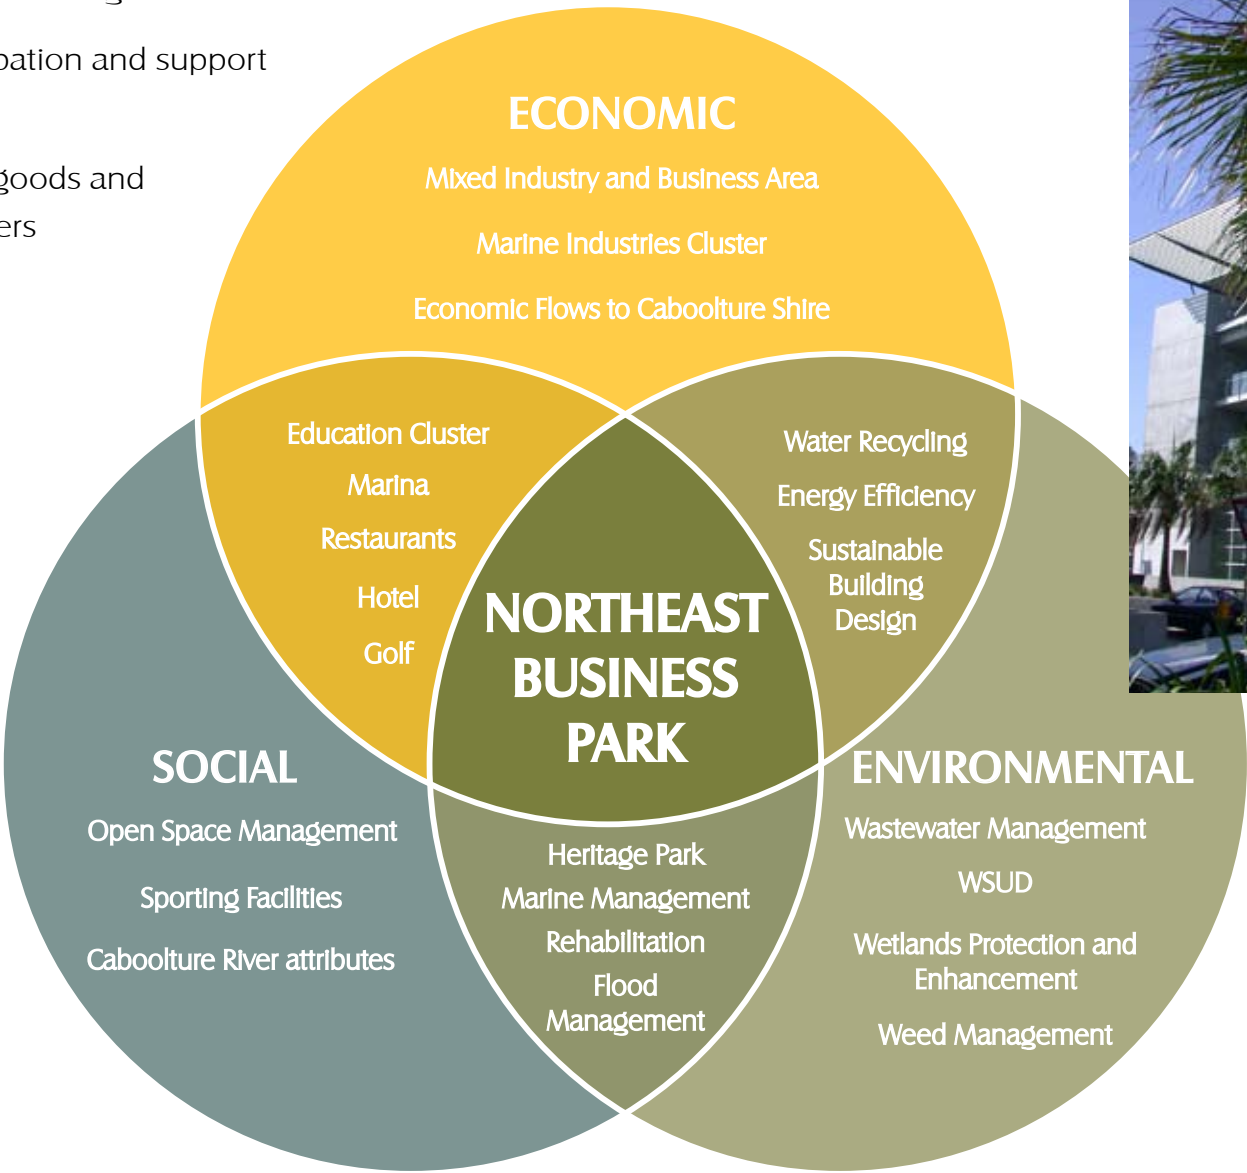 and support
goods and
ECONOMIC
Mixed Industry and Business Area
Marine Industries Cluster
Economic Flows to Caboolture Shire
Education Cluster
Marina
Restaurants
Hotel
Golf
Water Recycling
Energy Efficiency
Sustainable
Building
Design
NORTHEAST
BUSINESS
PARK
SOCIAL
Open Space Management
Sporting Facilities
Caboolture River attributes
Heritage Park
Marine Management
Rehabilitation
Flood
Management
ENVIRONMENTAL
Wastewater Management
WSUD
Wetlands Protection and
Enhancement
Weed Management